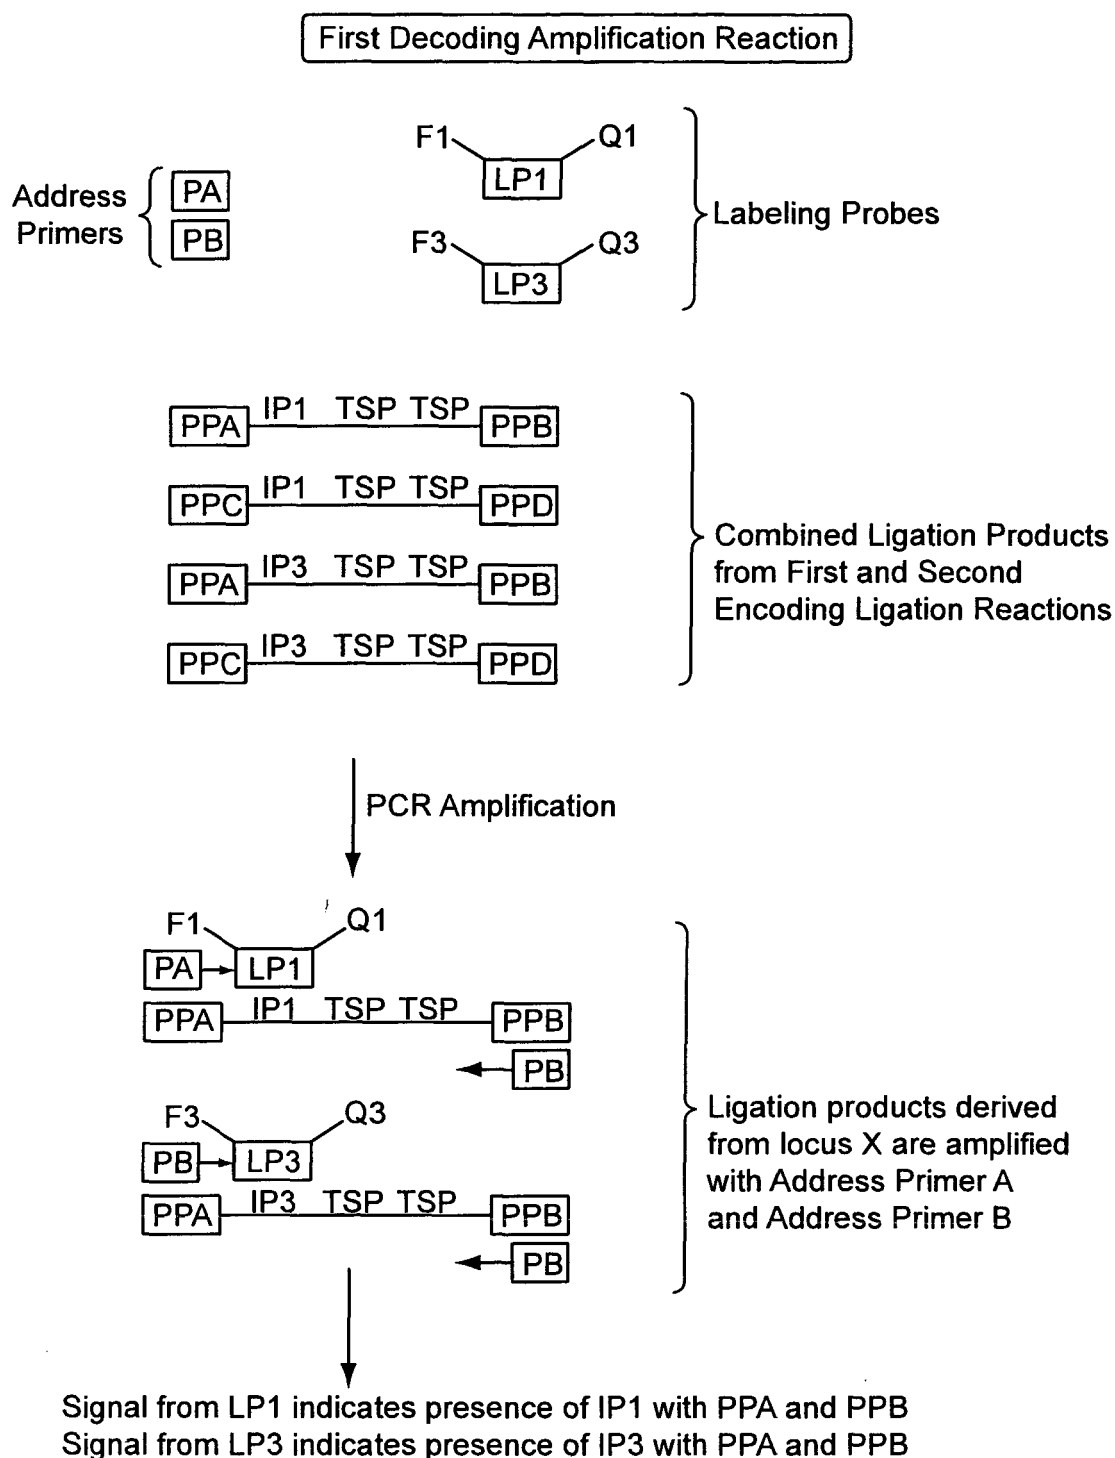 First Decoding Amplification Reaction
F1 Q1
LP1
Address
Primers
PA
PB
F3 Q3
LP3
Labeling Probes
PPA IP1 TSP TSP PPB
PPC IP1 TSP TSP PPD
PPA IP3 TSP TSP PPB
PPC IP3 TSP TSP PPD
Combined Ligation Products
from First and Second
Encoding Ligation Reactions
PCR Amplification
F1 Q1
PA LP1
PPA IP1 TSP TSP PPB
PB
F3 Q3
PB LP3
PPA IP3 TSP TSP PPB
PB
Ligation products derived
from locus X are amplified
with Address Primer A
and Address Primer B
Signal from LP1 indicates presence of IP1 with PPA and PPB
Signal from LP3 indicates presence of IP3 with PPA and PPB